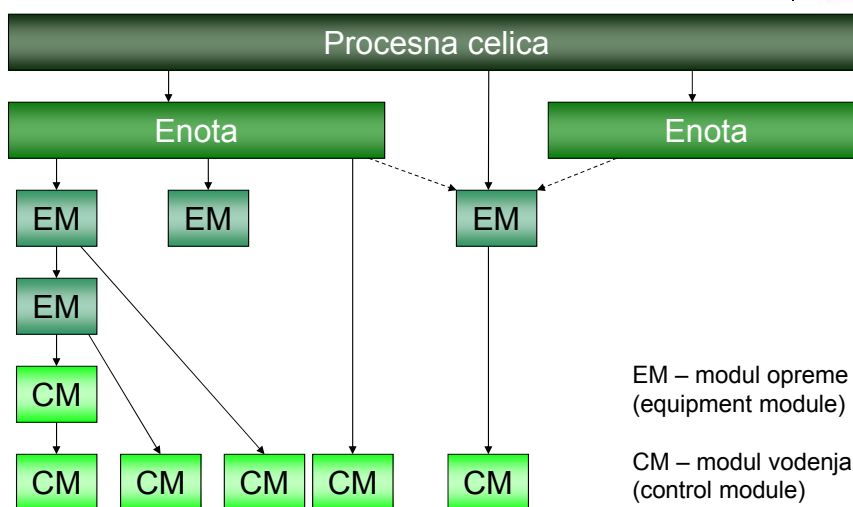 Procesna celica
Enota
Enota
EM
EM
EM
EM
CM
EM – modul opreme
(equipment module)
CM
CM
CM
CM
CM
CM – modul vodenja
(control module)